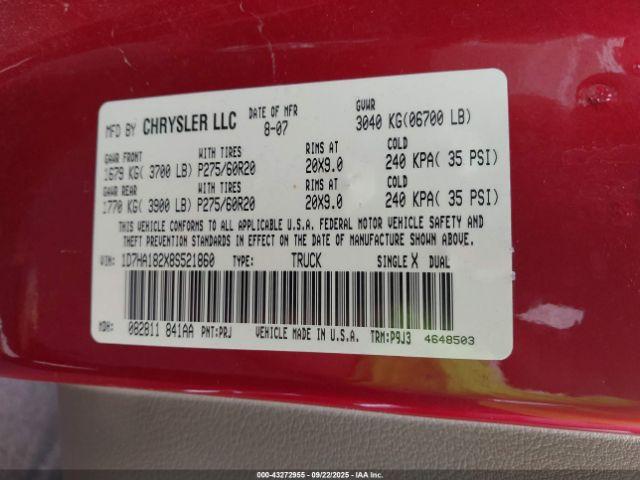 MFD BY CHRYSLER LLC DATE OF MFR 8-07 GVWR 3040 KG(06700 LB)
GAWR FRONT WITH TIRES RIMS AT COLD
1679 KG( 3700 LB) P275/60R20 20X9.0 240 KPA( 35 PSI)
GAWR REAR WITH TIRES RIMS AT COLD
1770 KG( 3900 LB) P275/60R20 20X9.0 240 KPA( 35 PSI)
THIS VEHICLE CONFORMS TO ALL APPLICABLE U.S.A. FEDERAL MOTOR VEHICLE SAFETY AND
THEFT PREVENTION STANDARDS IN EFFECT ON THE DATE OF MANUFACTURE SHOWN ABOVE.
VIN: 1D7HA182X8S521860 TYPE: TRUCK SINGLE X DUAL
MDH: 082811 841AA PNT:PRJ VEHICLE MADE IN U.S.A. TRM:P9J3 4648503
000-43272955 - 09/22/2025 - IAA Inc.